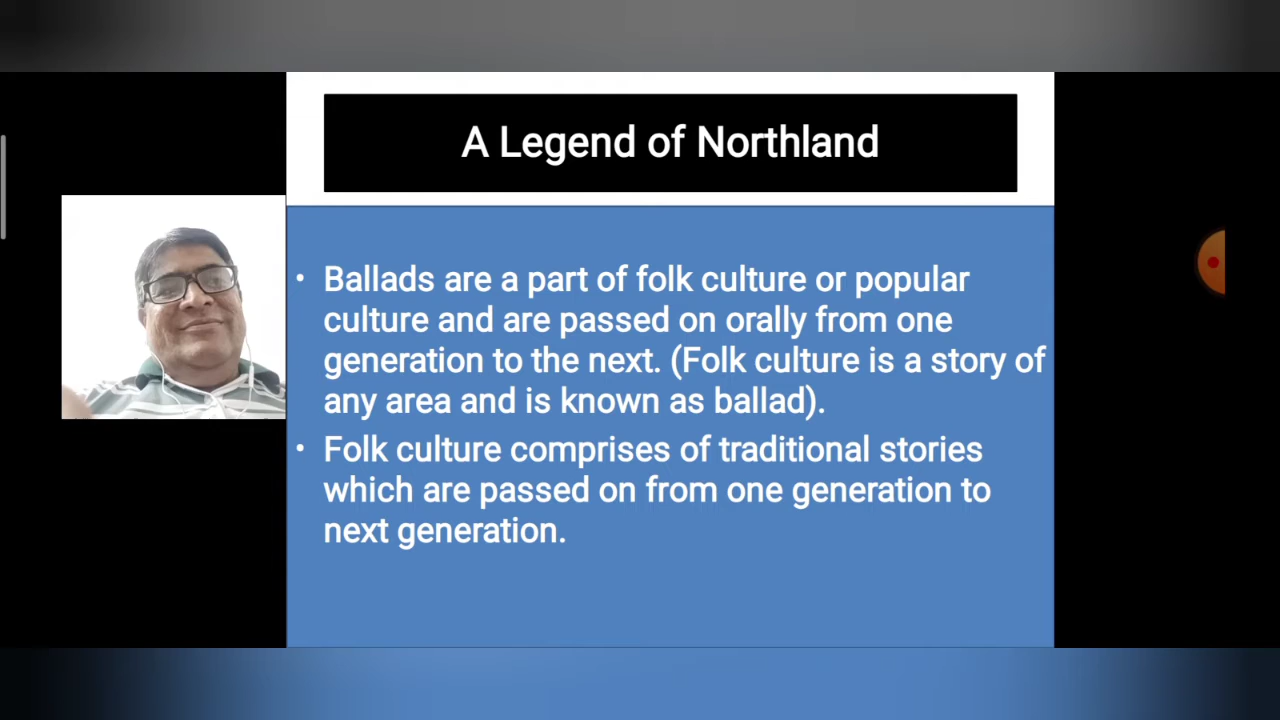 A Legend of Northland
• Ballads are a part of folk culture or popular
culture and are passed on orally from one
generation to the next. (Folk culture is a story of
any area and is known as ballad).
• Folk culture comprises of traditional stories
which are passed on from one generation to
next generation.